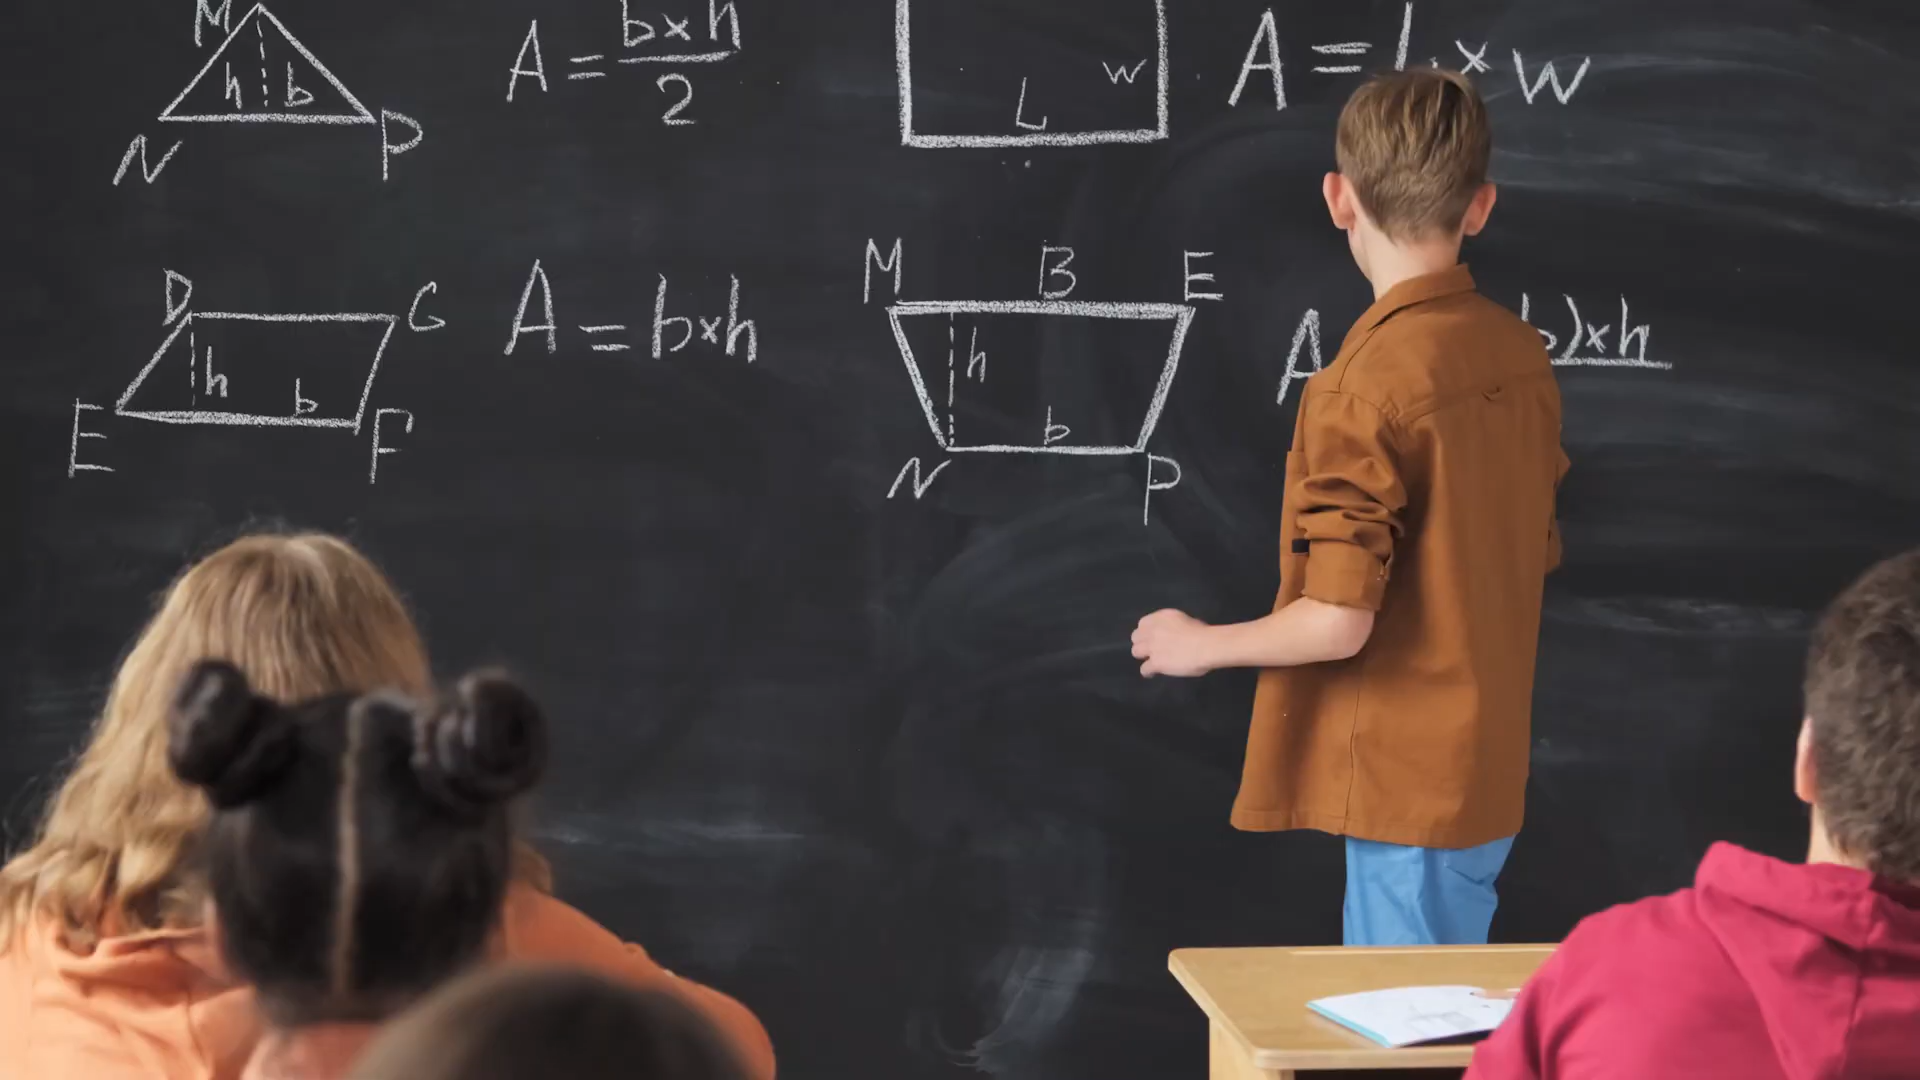 M
h b
N P
A = b×h
2
w
L
A = L × w
D G
h b
E F
A = b×h
M B E
h
b
N P
A
b)×h